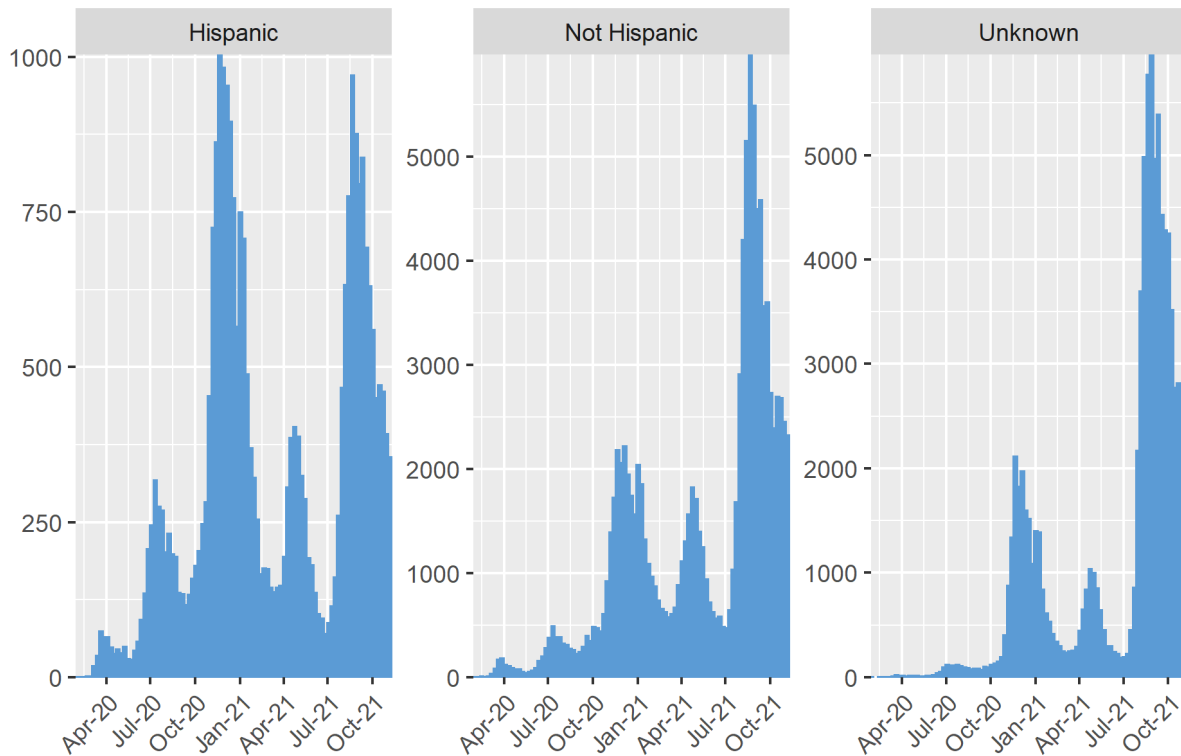 Hispanic
1000
750
500
250
0
Apr-20
Jul-20
Oct-20
Jan-21
Apr-21
Jul-21
Oct-21
Not Hispanic
5000
4000
3000
2000
1000
0
Apr-20
Jul-20
Oct-20
Jan-21
Apr-21
Jul-21
Oct-21
Unknown
5000
4000
3000
2000
1000
0
Apr-20
Jul-20
Oct-20
Jan-21
Apr-21
Jul-21
Oct-21